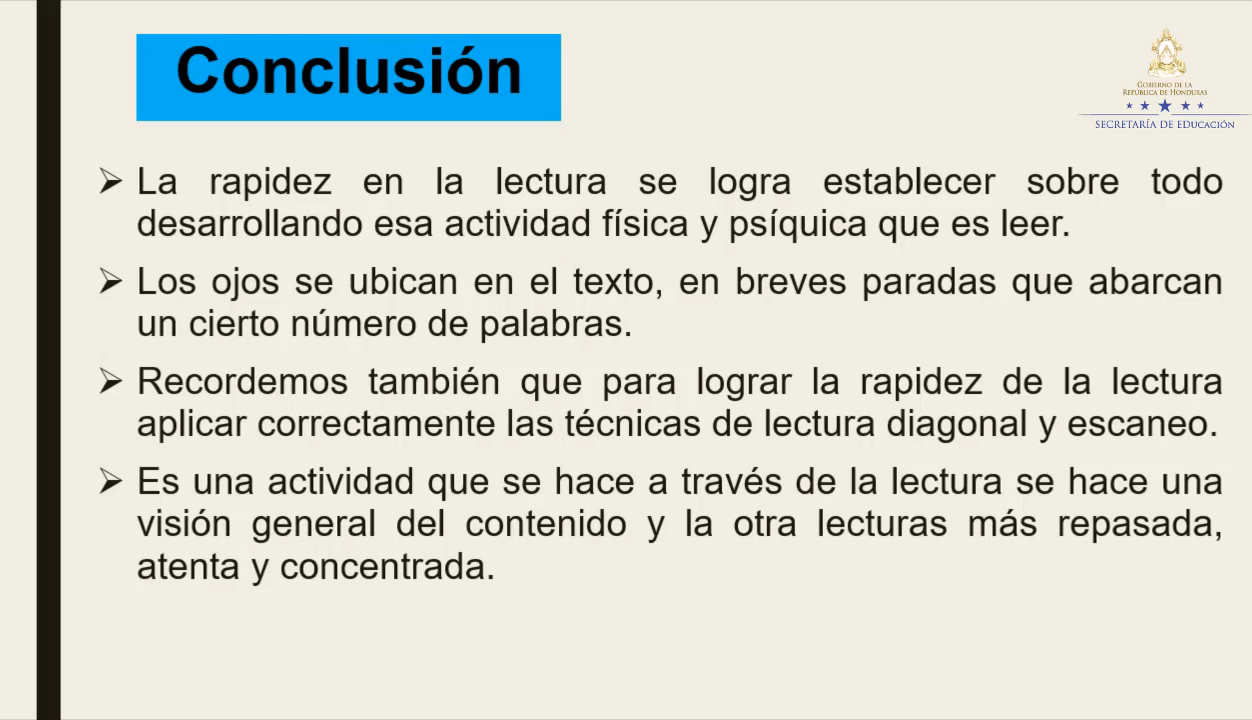 Conclusión
GOBIERNO DE LA
REPÚBLICA DE HONDURAS
SECRETARÍA DE EDUCACIÓN
➢ La rapidez en la lectura se logra establecer sobre todo
desarrollando esa actividad física y psíquica que es leer.
➢ Los ojos se ubican en el texto, en breves paradas que abarcan
un cierto número de palabras.
➢ Recordemos también que para lograr la rapidez de la lectura
aplicar correctamente las técnicas de lectura diagonal y escaneo.
➢ Es una actividad que se hace a través de la lectura se hace una
visión general del contenido y la otra lecturas más repasada,
atenta y concentrada.